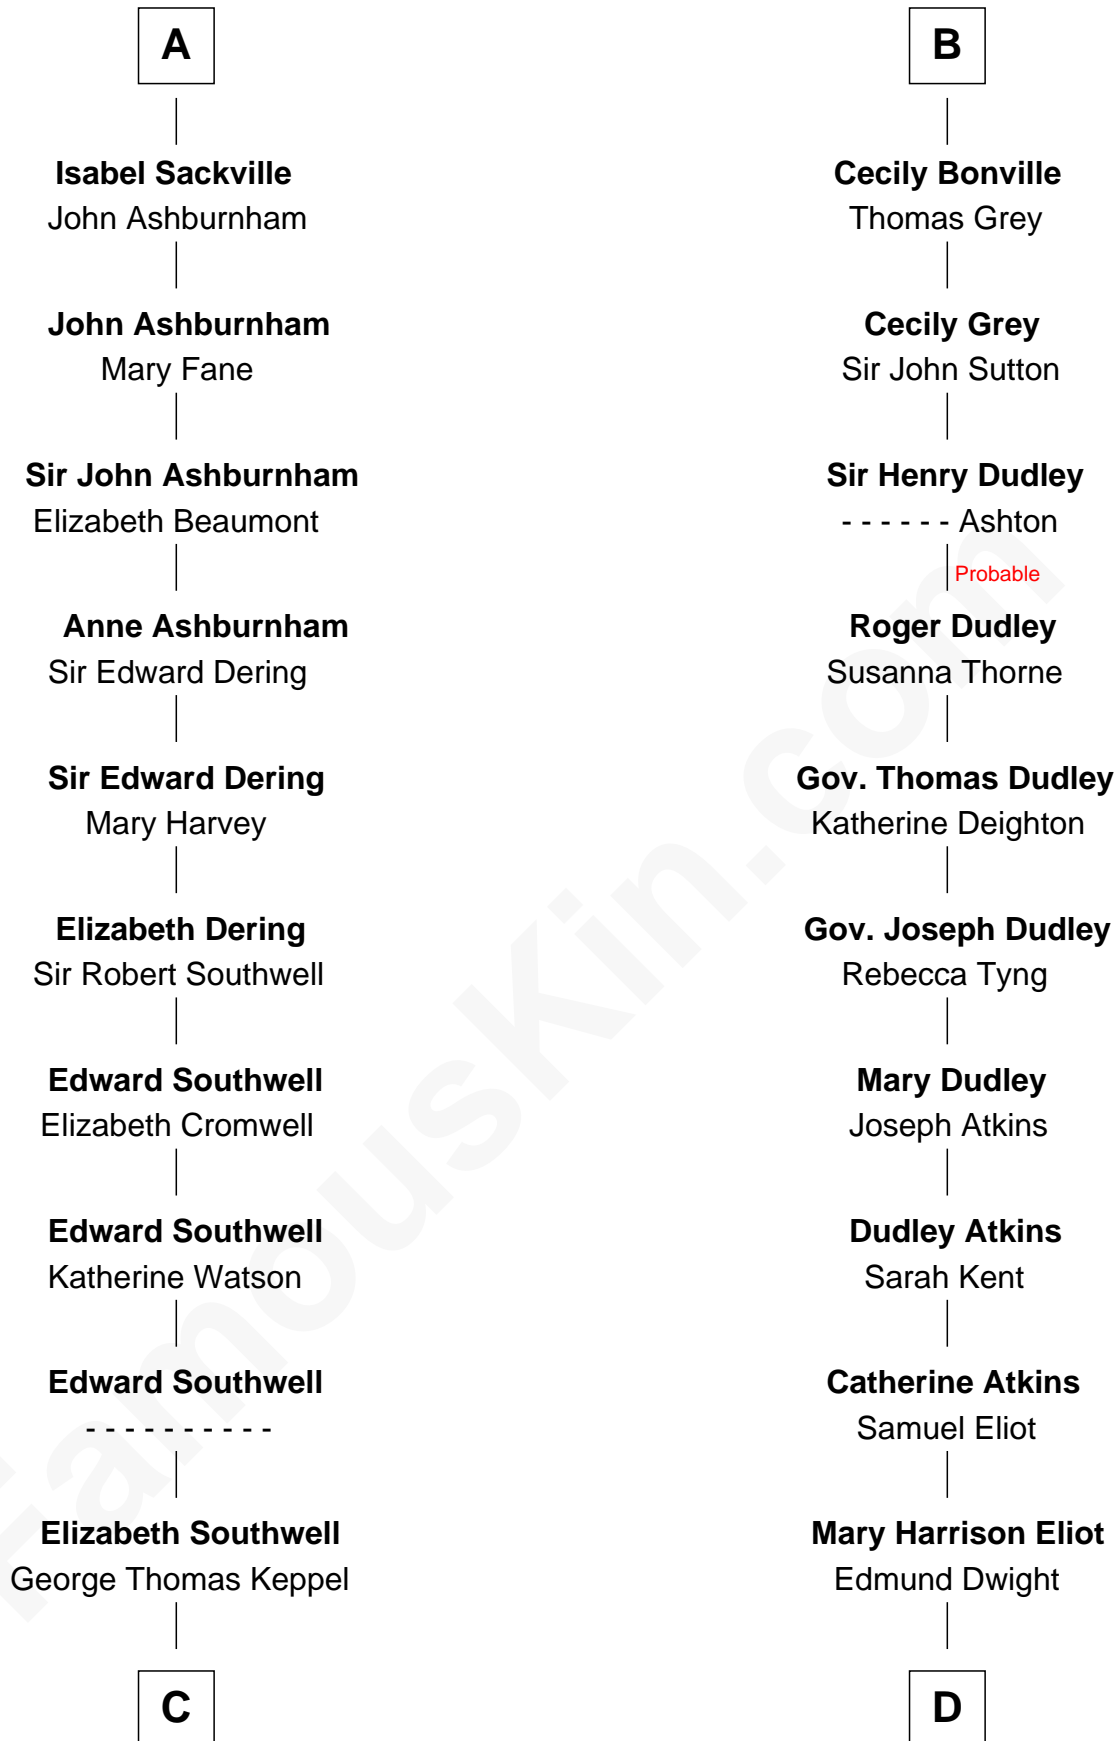 A
Isabel Sackville
John Ashburnham
John Ashburnham
Mary Fane
Sir John Ashburnham
Elizabeth Beaumont
Anne Ashburnham
Sir Edward Dering
Sir Edward Dering
Mary Harvey
Elizabeth Dering
Sir Robert Southwell
Edward Southwell
Elizabeth Cromwell
Edward Southwell
Katherine Watson
Edward Southwell
- - - - - - - - - -
Elizabeth Southwell
George Thomas Keppel
C
B
Cecily Bonville
Thomas Grey
Cecily Grey
Sir John Sutton
Sir Henry Dudley
- - - - - - Ashton
Probable
Roger Dudley
Susanna Thorne
Gov. Thomas Dudley
Katherine Deighton
Gov. Joseph Dudley
Rebecca Tyng
Mary Dudley
Joseph Atkins
Dudley Atkins
Sarah Kent
Catherine Atkins
Samuel Eliot
Mary Harrison Eliot
Edmund Dwight
D
FamousKin.com